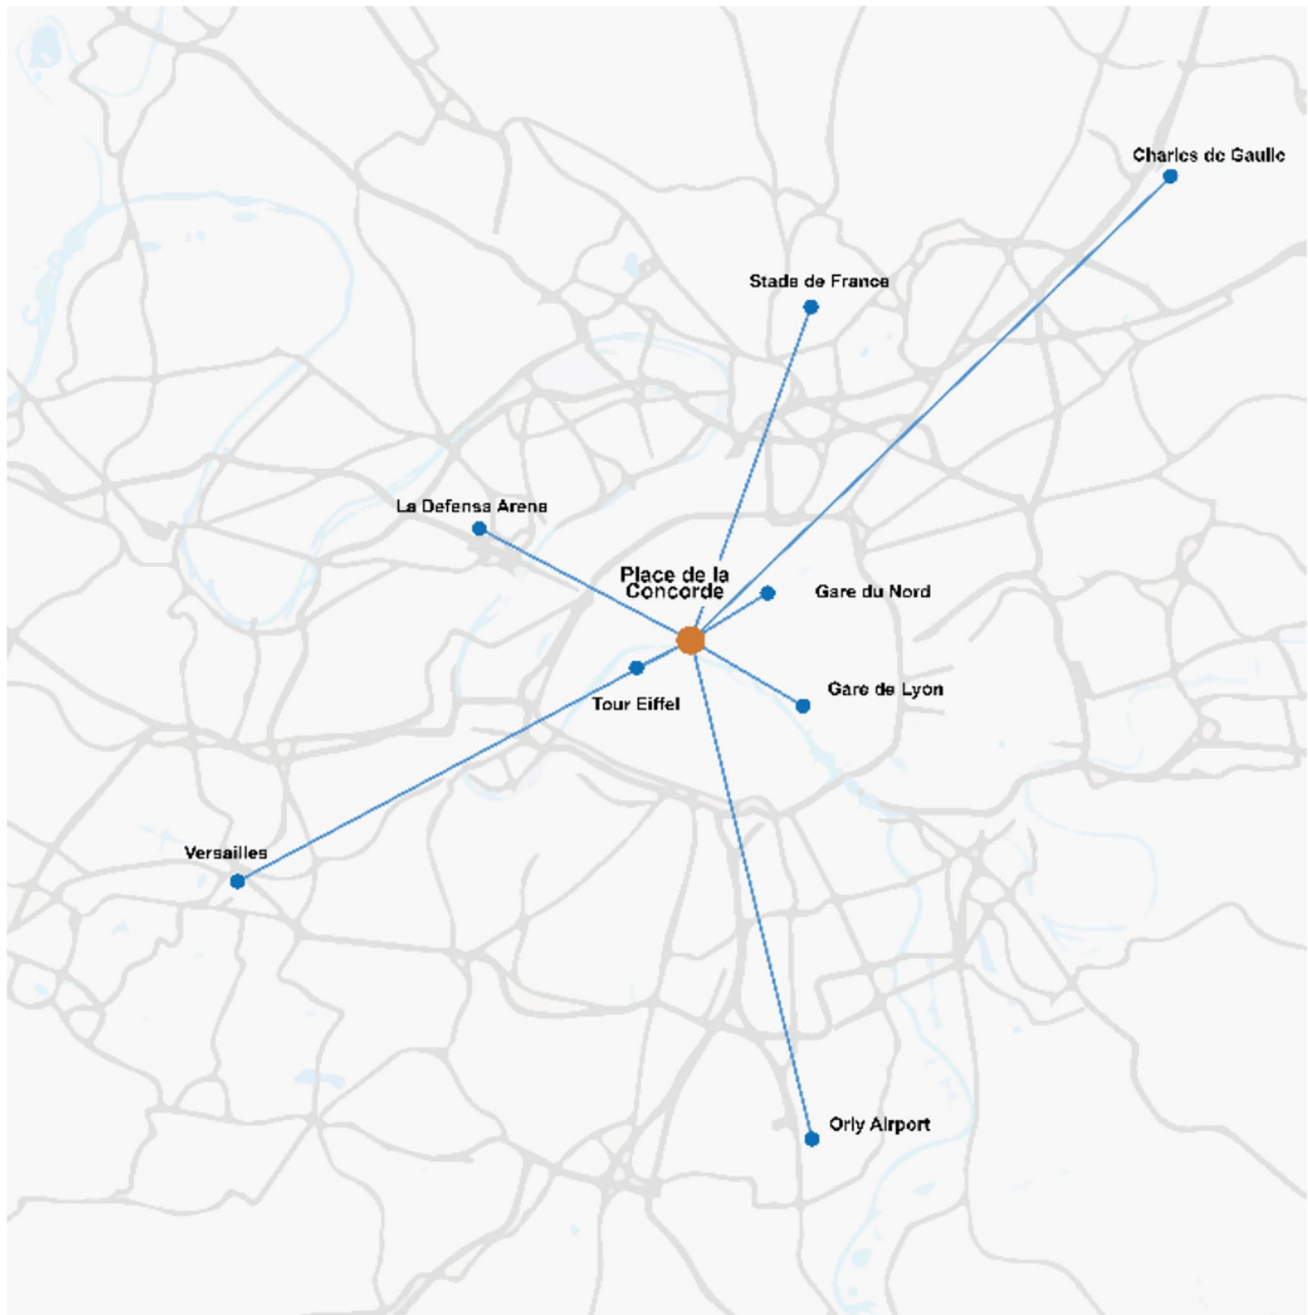 Charles de Gaulle
Stade de France
La Defense Arena
Place de la
Concorde
Gare du Nord
Gare de Lyon
Tour Eiffel
Versailles
Orly Airport